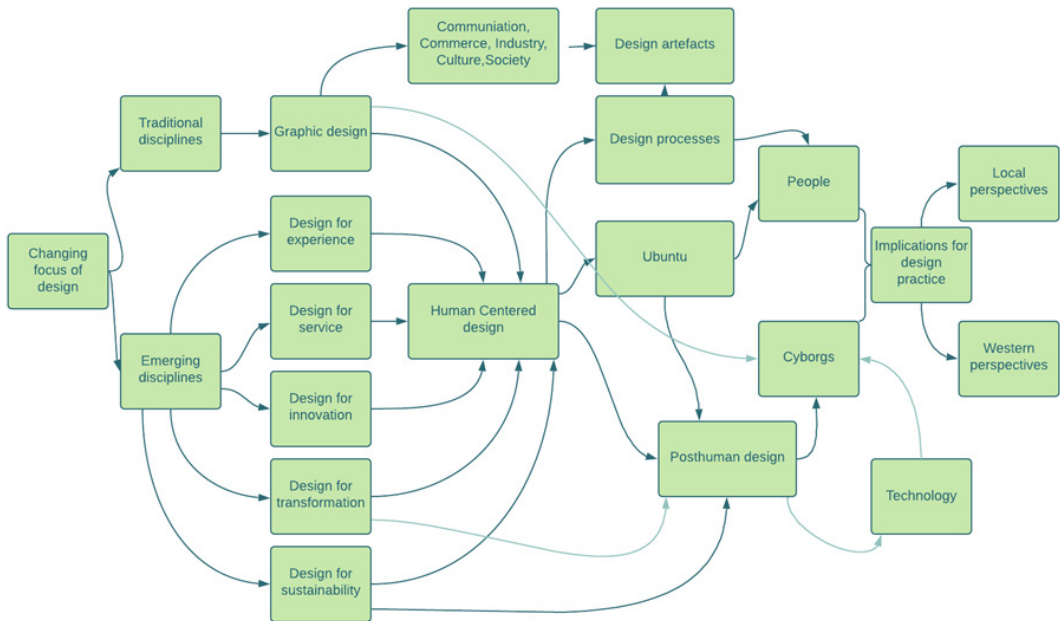 Communiation,
Commerce, Industry,
Culture,Society
Design artefacts
Traditional
disciplines
Graphic design
Design processes
People
Local
perspectives
Changing
focus of
design
Design for
experience
Ubuntu
Implications for
design
practice
Design for
service
Human Centered
design
Emerging
disciplines
Cyborgs
Western
perspectives
Design for
innovation
Design for
transformation
Posthuman design
Technology
Design for
sustainability